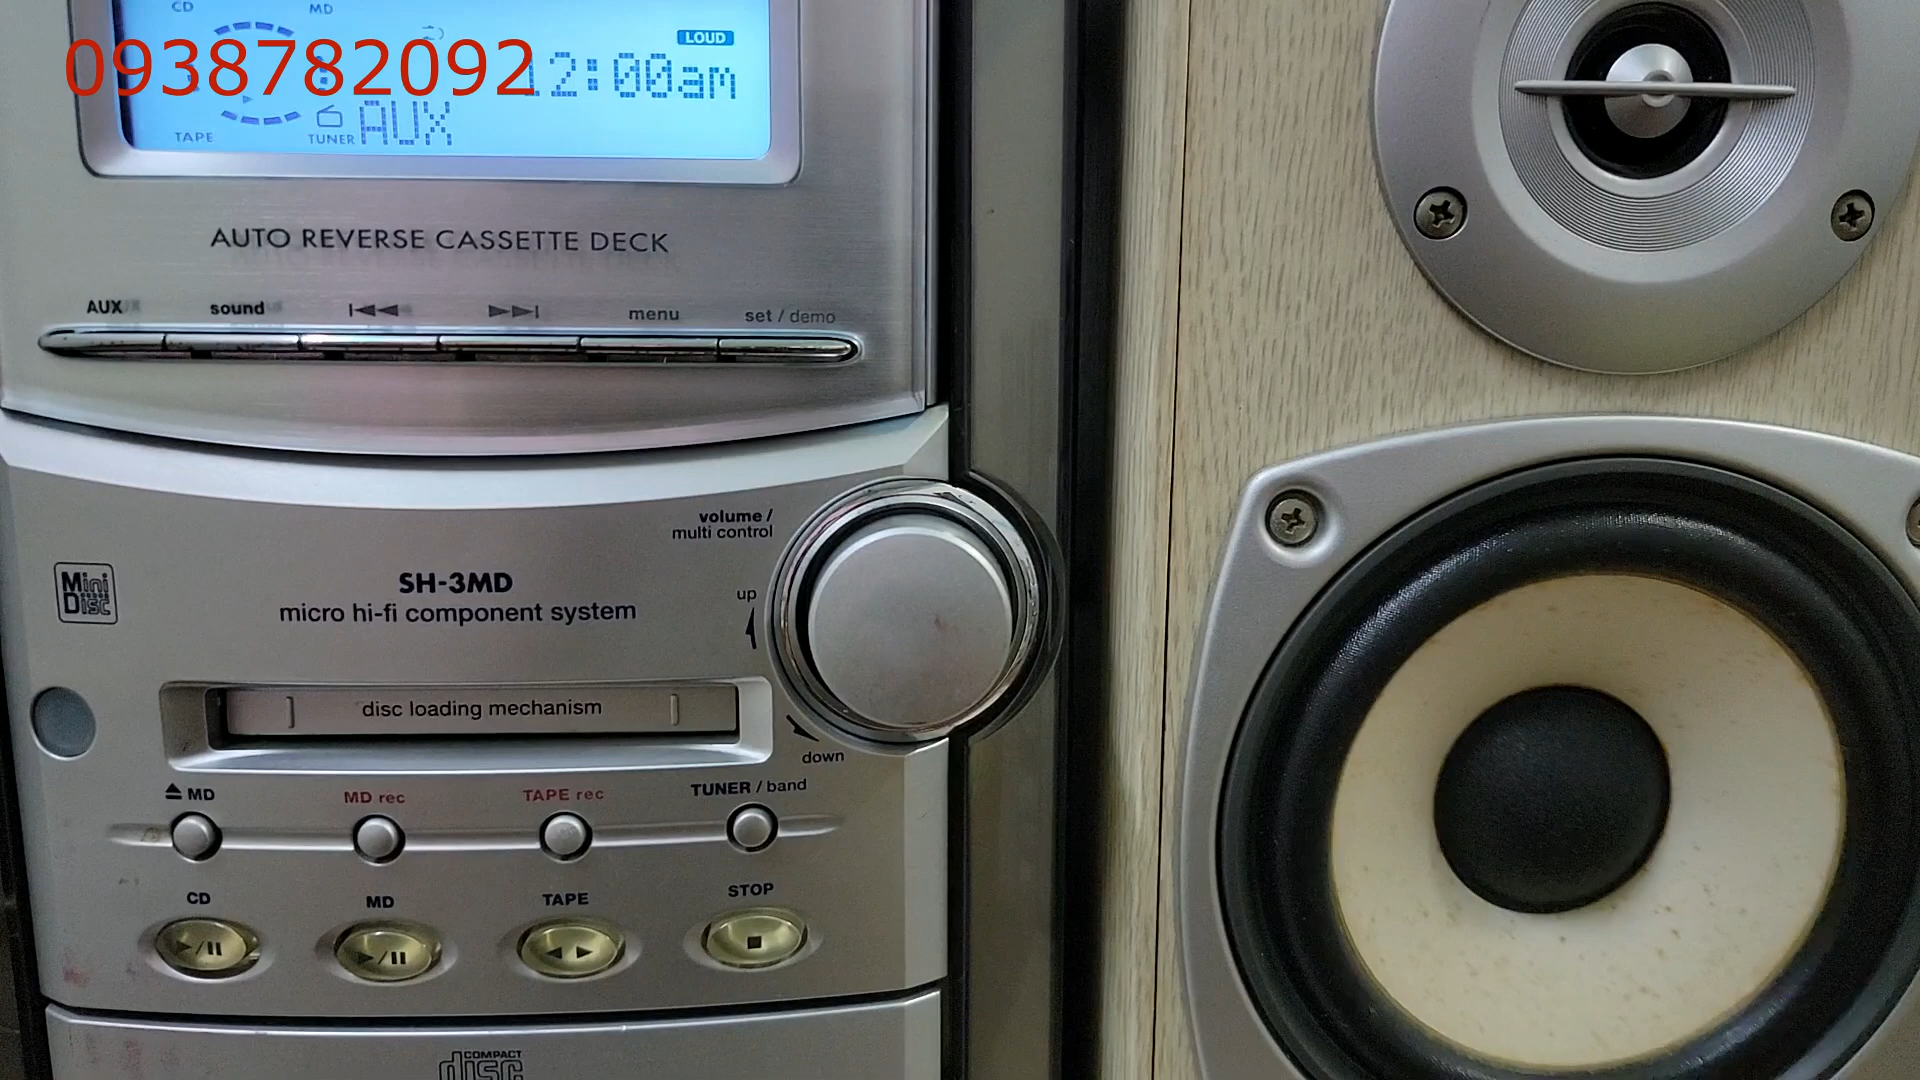 CD MD
LOUD
0938782092
12:00am
AUX
TAPE TUNER
AUTO REVERSE CASSETTE DECK
AUX sound menu set / demo
volume /
multi control
Mini
Disc
SH-3MD
micro hi-fi component system
up
disc loading mechanism
down
MD MD rec TAPE rec TUNER / band
CD MD TAPE STOP
COMPACT
disc